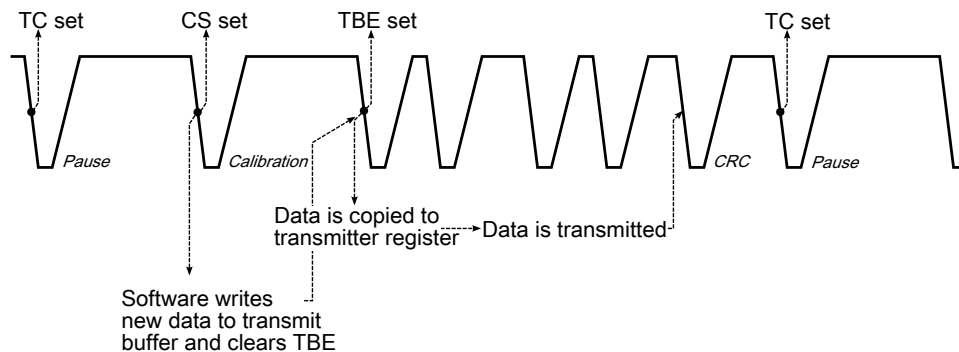 TC set
CS set
TBE set
TC set
Pause
Calibration
CRC
Pause
Data is copied to
transmitter register
Data is transmitted
Software writes
new data to transmit
buffer and clears TBE